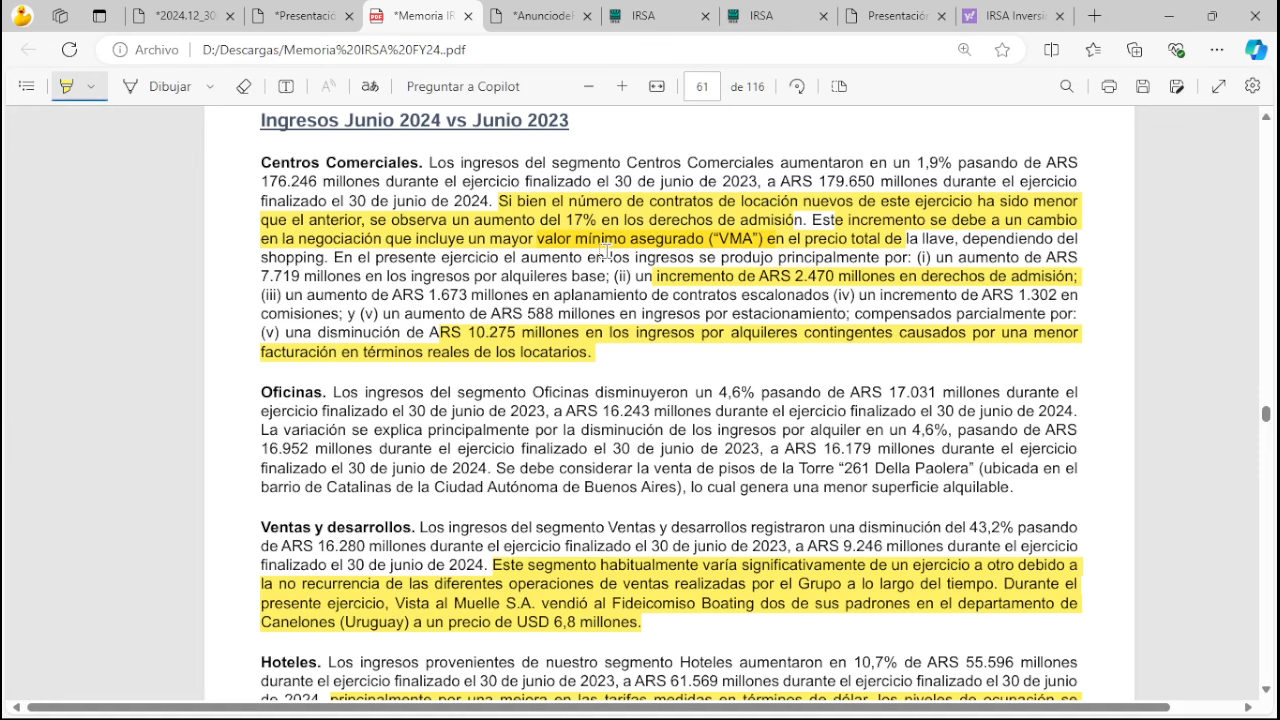 *2024.12_30
*Presentació
*Memoria IR
*AnunciodeF
IRSA
IRSA
Presentación
IRSA Inversi
Archivo D:/Descargas/Memoria%20IRSA%20FY24..pdf
Dibujar
aあ
Preguntar a Copilot
61 de 116
Ingresos Junio 2024 vs Junio 2023
Centros Comerciales. Los ingresos del segmento Centros Comerciales aumentaron en un 1,9% pasando de ARS
176.246 millones durante el ejercicio finalizado el 30 de junio de 2023, a ARS 179.650 millones durante el ejercicio
finalizado el 30 de junio de 2024. Si bien el número de contratos de locación nuevos de este ejercicio ha sido menor
que el anterior, se observa un aumento del 17% en los derechos de admisión. Este incremento se debe a un cambio
en la negociación que incluye un mayor valor mínimo asegurado (“VMA”) en el precio total de la llave, dependiendo del
shopping. En el presente ejercicio el aumento en los ingresos se produjo principalmente por: (i) un aumento de ARS
7.719 millones en los ingresos por alquileres base; (ii) un incremento de ARS 2.470 millones en derechos de admisión;
(iii) un aumento de ARS 1.673 millones en aplanamiento de contratos escalonados (iv) un incremento de ARS 1.302 en
comisiones; y (v) un aumento de ARS 588 millones en ingresos por estacionamiento; compensados parcialmente por:
(v) una disminución de ARS 10.275 millones en los ingresos por alquileres contingentes causados por una menor
facturación en términos reales de los locatarios.
Oficinas. Los ingresos del segmento Oficinas disminuyeron un 4,6% pasando de ARS 17.031 millones durante el
ejercicio finalizado el 30 de junio de 2023, a ARS 16.243 millones durante el ejercicio finalizado el 30 de junio de 2024.
La variación se explica principalmente por la disminución de los ingresos por alquiler en un 4,6%, pasando de ARS
16.952 millones durante el ejercicio finalizado el 30 de junio de 2023, a ARS 16.179 millones durante el ejercicio
finalizado el 30 de junio de 2024. Se debe considerar la venta de pisos de la Torre “261 Della Paolera” (ubicada en el
barrio de Catalinas de la Ciudad Autónoma de Buenos Aires), lo cual genera una menor superficie alquilable.
Ventas y desarrollos. Los ingresos del segmento Ventas y desarrollos registraron una disminución del 43,2% pasando
de ARS 16.280 millones durante el ejercicio finalizado el 30 de junio de 2023, a ARS 9.246 millones durante el ejercicio
finalizado el 30 de junio de 2024. Este segmento habitualmente varía significativamente de un ejercicio a otro debido a
la no recurrencia de las diferentes operaciones de ventas realizadas por el Grupo a lo largo del tiempo. Durante el
presente ejercicio, Vista al Muelle S.A. vendió al Fideicomiso Boating dos de sus padrones en el departamento de
Canelones (Uruguay) a un precio de USD 6,8 millones.
Hoteles. Los ingresos provenientes de nuestro segmento Hoteles aumentaron en 10,7% de ARS 55.596 millones
durante el ejercicio finalizado el 30 de junio de 2023, a ARS 61.569 millones durante el ejercicio finalizado el 30 de junio
de 2024, principalmente por una mejora en las tarifas medidas en términos de dólar, los niveles de ocupación se